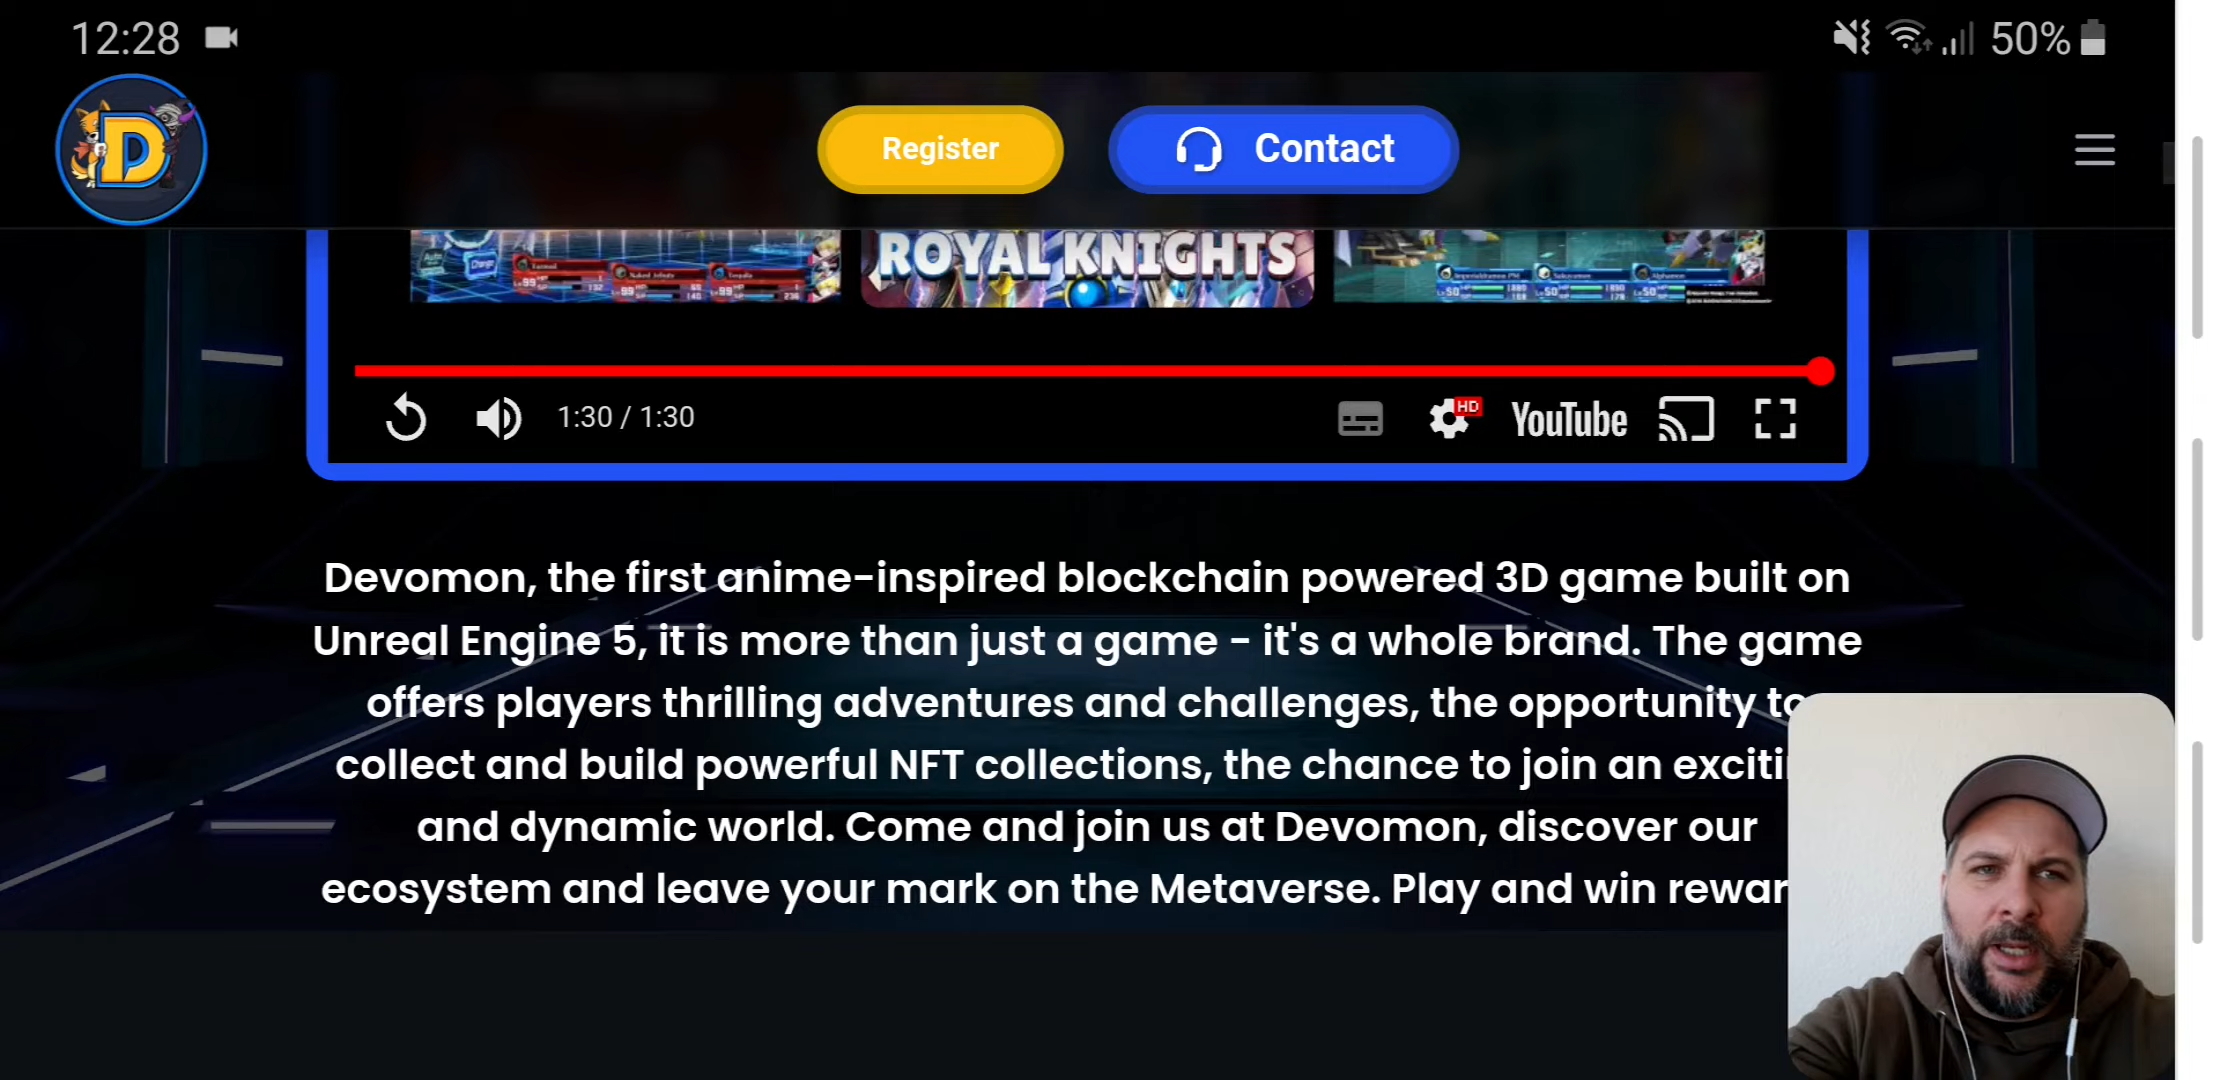 12:28
50%
D
Register
Contact
ROYAL KNIGHTS
1:30 / 1:30
HD
YouTube
Devomon, the first anime-inspired blockchain powered 3D game built on
Unreal Engine 5, it is more than just a game - it's a whole brand. The game
offers players thrilling adventures and challenges, the opportunity to
collect and build powerful NFT collections, the chance to join an exciti
and dynamic world. Come and join us at Devomon, discover our
ecosystem and leave your mark on the Metaverse. Play and win rewar